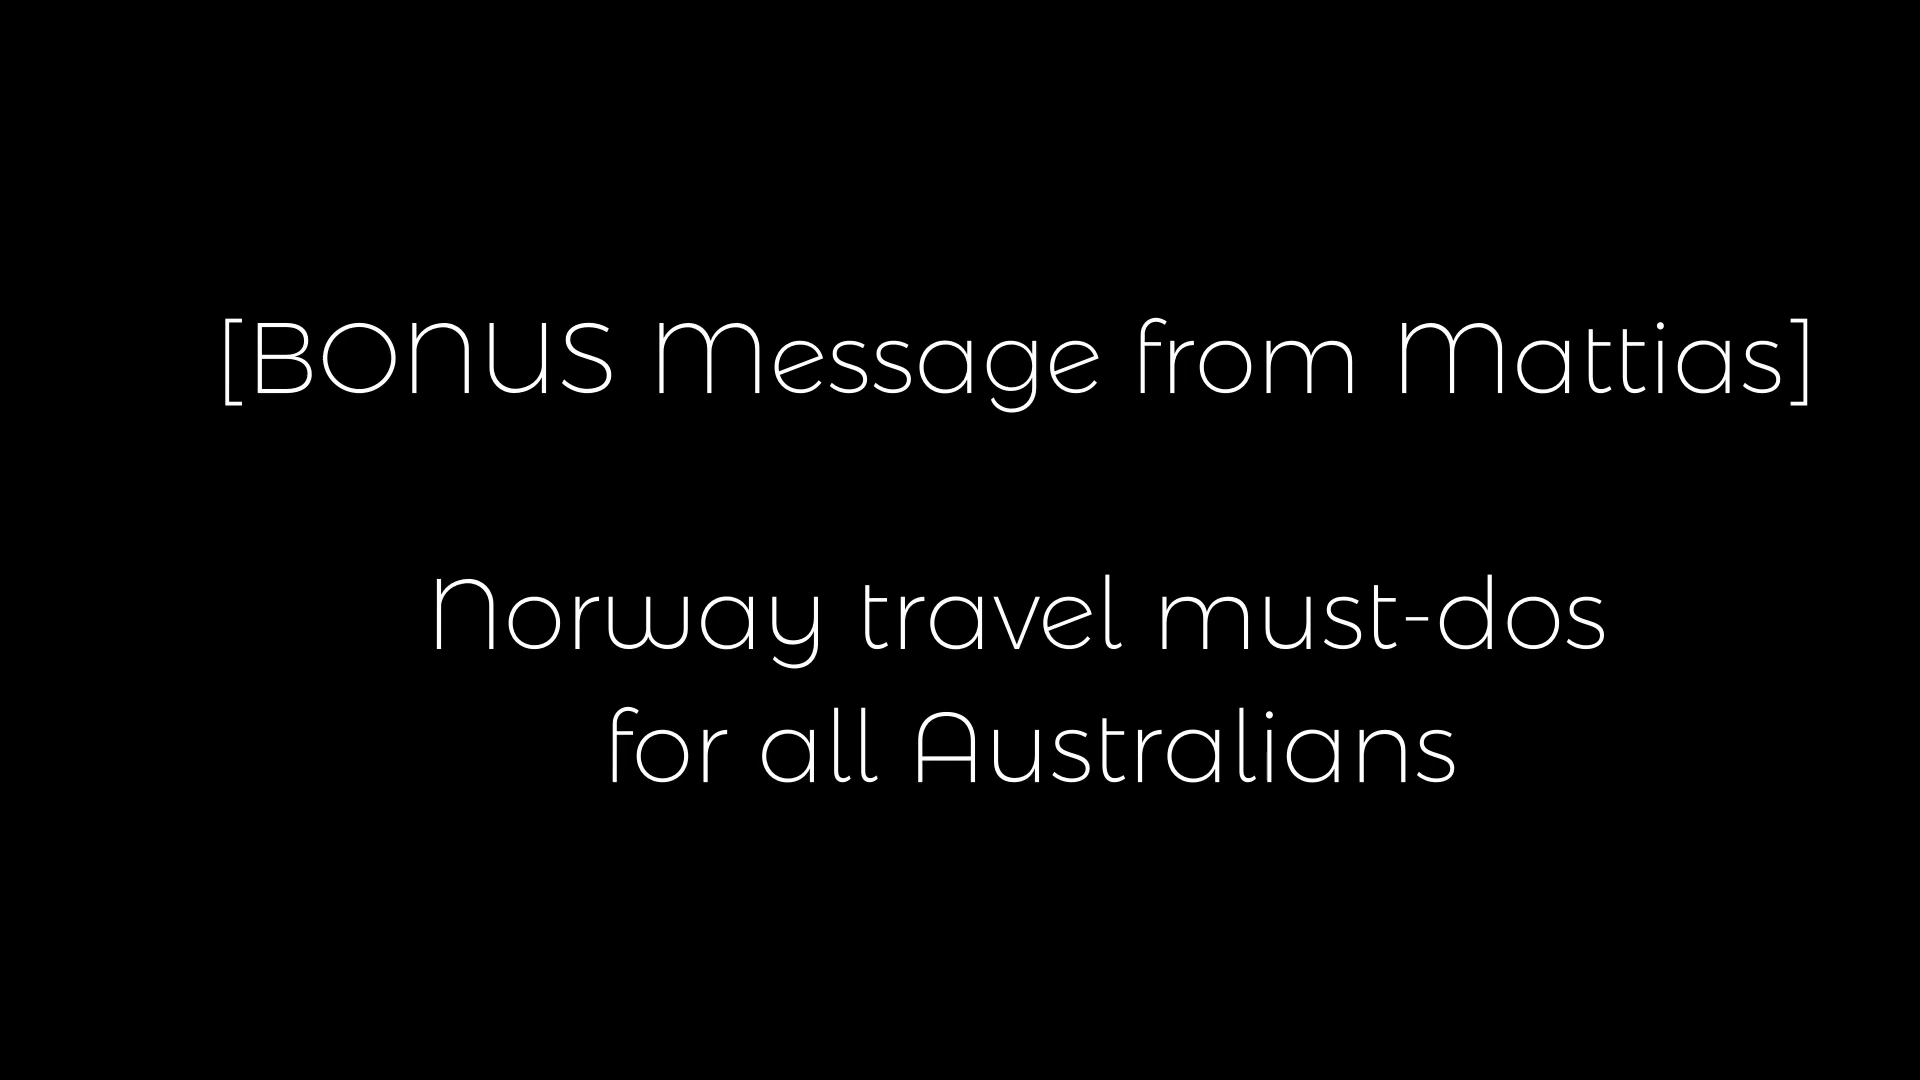 [BONUS Message from Mattias]
Norway travel must-dos
for all Australians